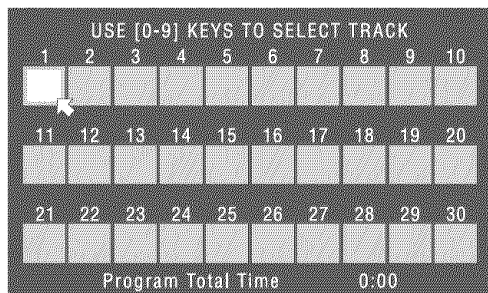 USE [0-9] KEYS TO SELECT TRACK
1 2 3 4 5 6 7 8 9 10
11 12 13 14 15 16 17 18 19 20
21 22 23 24 25 26 27 28 29 30
Program Total Time 0:00